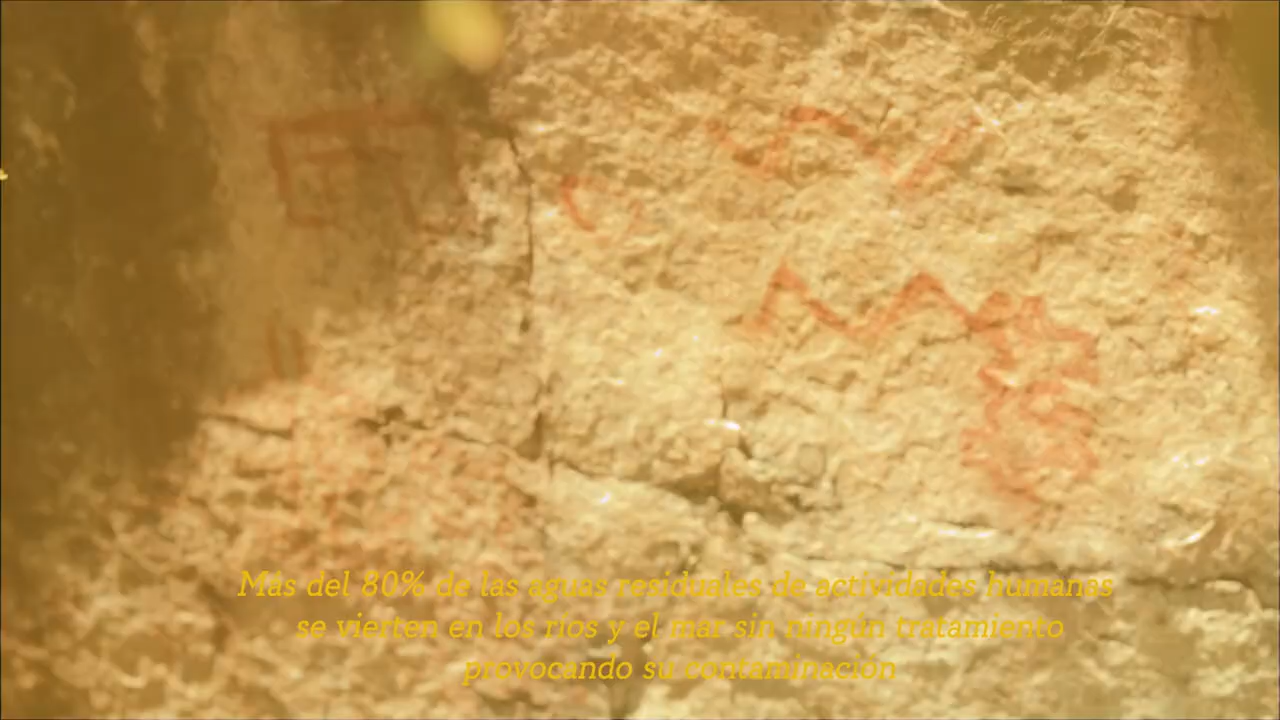 Más del 80% de las aguas residuales de actividades humanas
se vierten en los ríos y el mar sin ningún tratamiento
provocando su contaminación